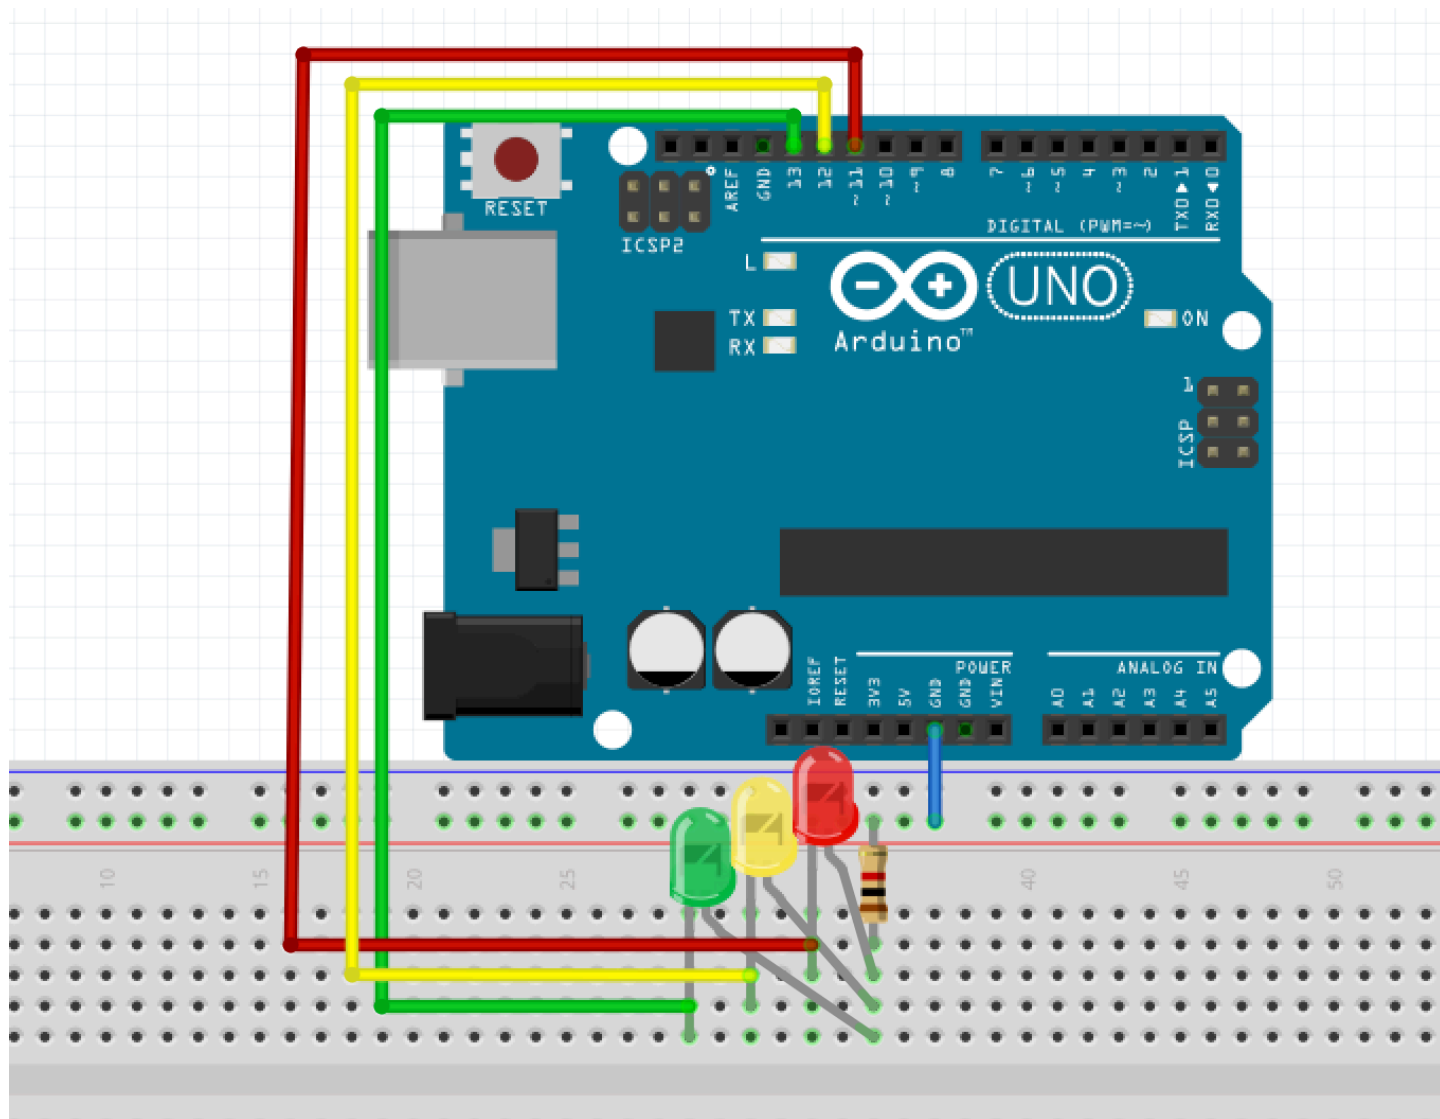 RESET
ICSP2
AREF
GND
13
12
~11
~10
~9
8
7
~6
~5
4
~3
2
TXD▶1
RXD◀0
DIGITAL (PWM=~)
L
TX
RX
UNO
Arduino™
ON
1
ICSP
IOREF
RESET
3V3
5V
GND
GND
VIN
POWER
ANALOG IN
A0
A1
A2
A3
A4
A5
10
15
20
25
40
45
50